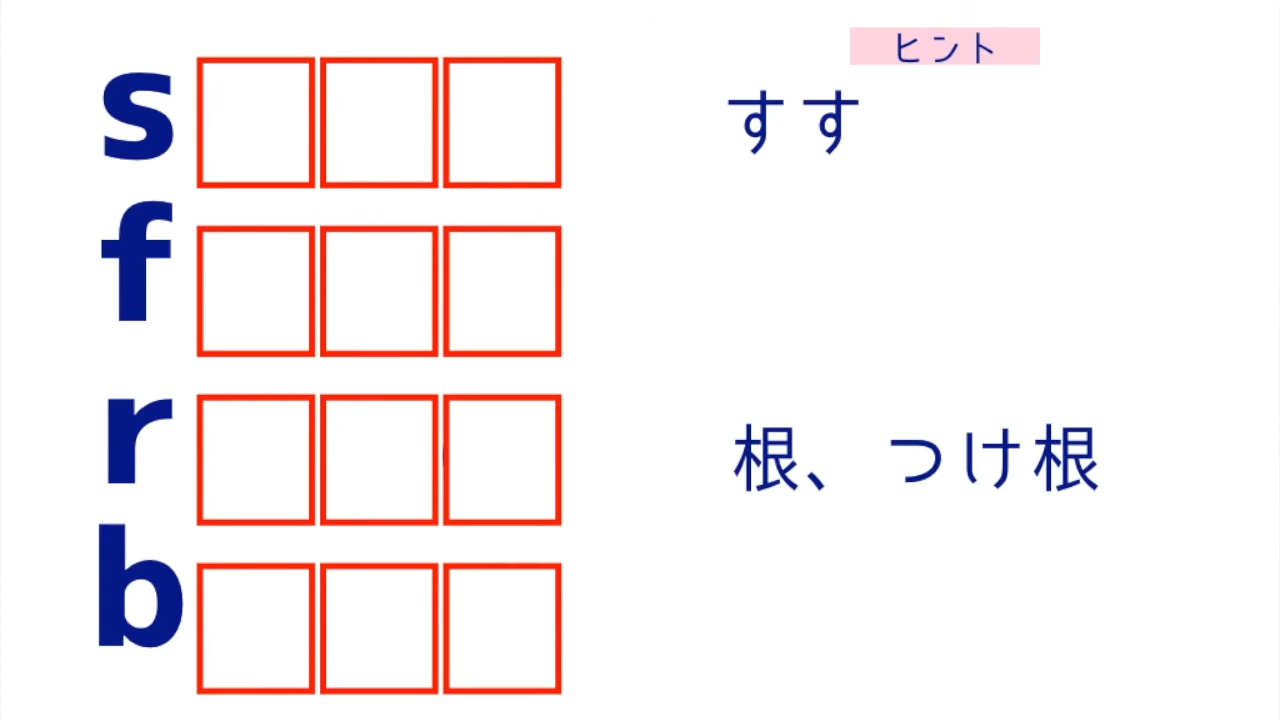 ヒント
s すす
f
r 根、つけ根
b